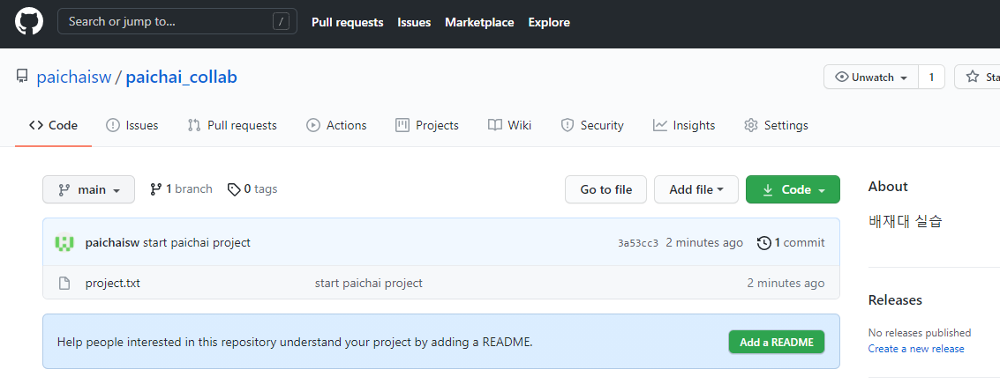 Search or jump to... / Pull requests Issues Marketplace Explore
paichaisw / paichai_collab Unwatch 1 Sta
Code Issues Pull requests Actions Projects Wiki Security Insights Settings
main 1 branch 0 tags Go to file Add file Code
About
배재대 실습
paichaisw start paichai project 3a53cc3 2 minutes ago 1 commit
project.txt start paichai project 2 minutes ago
Releases
No releases published
Create a new release
Help people interested in this repository understand your project by adding a README. Add a README